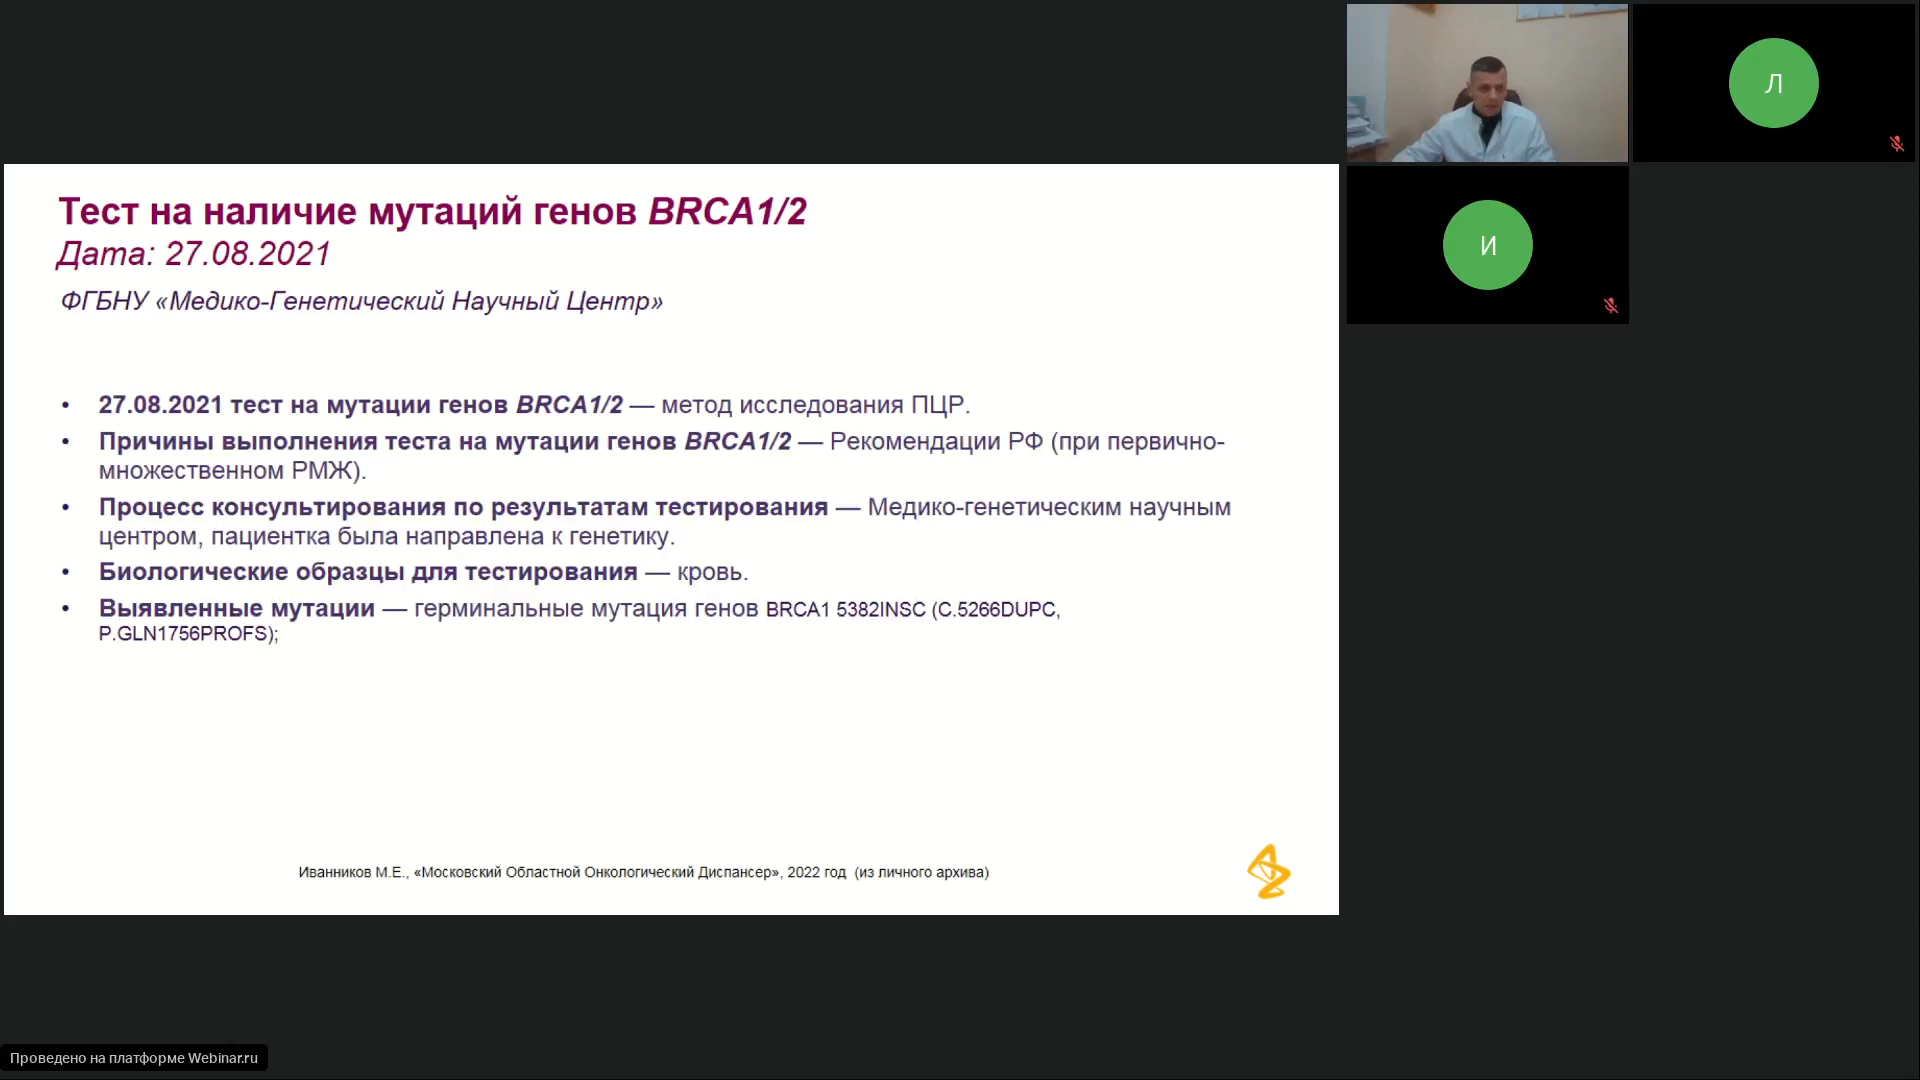 Тест на наличие мутаций генов BRCA1/2
Дата: 27.08.2021
ФГБНУ «Медико-Генетический Научный Центр»
• 27.08.2021 тест на мутации генов BRCA1/2 — метод исследования ПЦР.
• Причины выполнения теста на мутации генов BRCA1/2 — Рекомендации РФ (при первично-
множественном РМЖ).
• Процесс консультирования по результатам тестирования — Медико-генетическим научным
центром, пациентка была направлена к генетику.
• Биологические образцы для тестирования — кровь.
• Выявленные мутации — герминальные мутация генов BRCA1 5382INSC (C.5266DUPC,
P.GLN1756PROFS);
Иванников М.Е., «Московский Областной Онкологический Диспансер», 2022 год (из личного архива)
Л
И
Проведено на платформе Webinar.ru